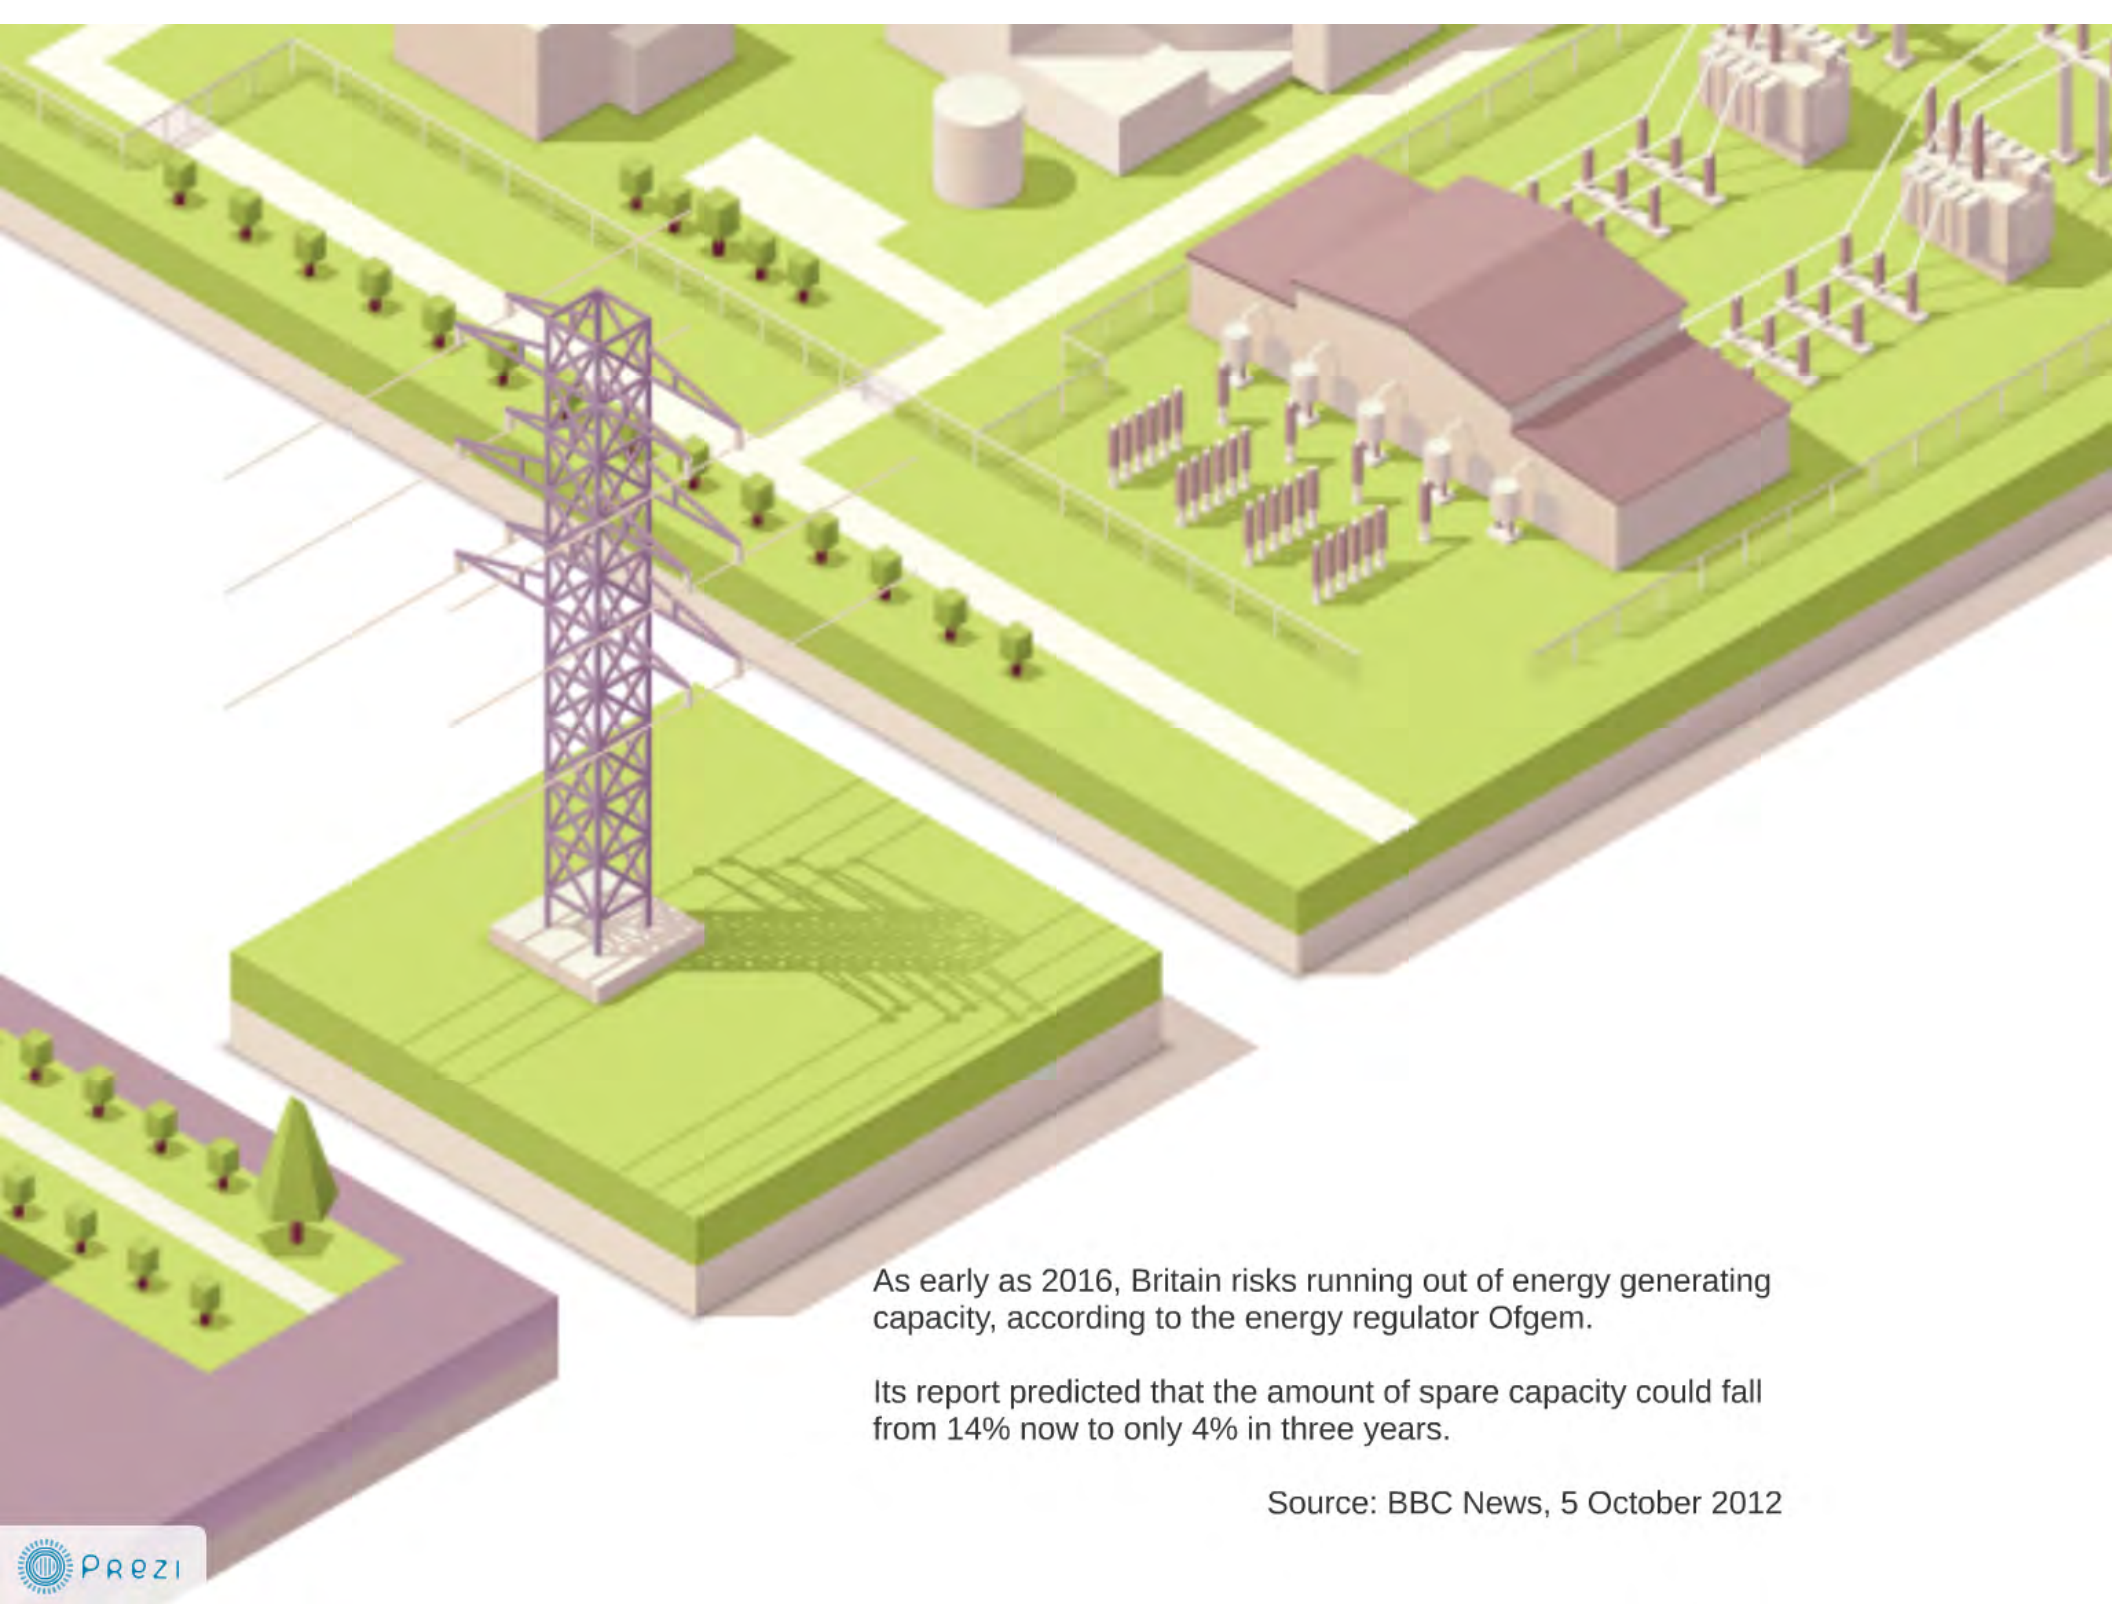 As early as 2016, Britain risks running out of energy generating
capacity, according to the energy regulator Ofgem.
Its report predicted that the amount of spare capacity could fall
from 14% now to only 4% in three years.
Source: BBC News, 5 October 2012
Prezi